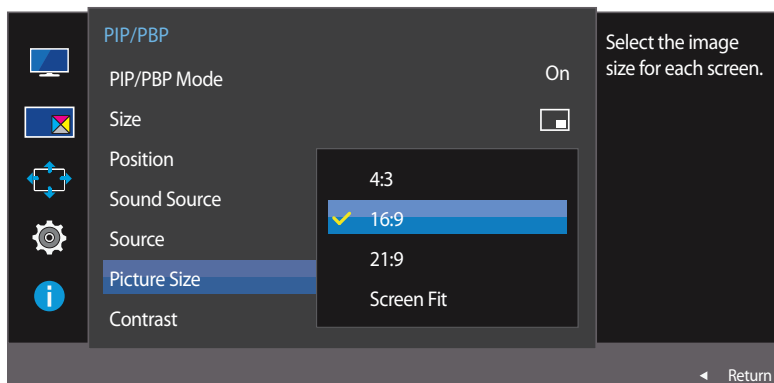 PIP/PBP
PIP/PBP Mode On
Size
Position
Sound Source
Source
Picture Size
Contrast
4:3
16:9
21:9
Screen Fit
Select the image
size for each screen.
Return